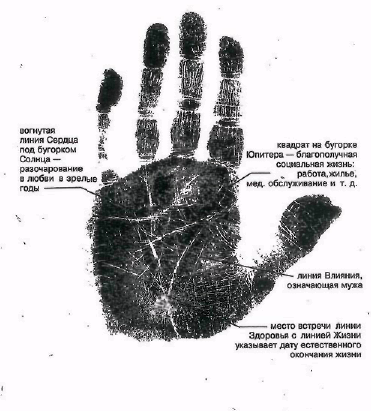 вогнутая
линия Сердца
под бугорком
Солнца —
разочарование
в любви в зрелые
годы
квадрат на бугорке
Юпитера — благополучная
социальная жизнь:
работа, жилье,
мед. обслуживание и т. д.
линия Влияния,
означающая мужа
место встречи линии
Здоровья с линией Жизни
указывает дату естественного
окончания жизни